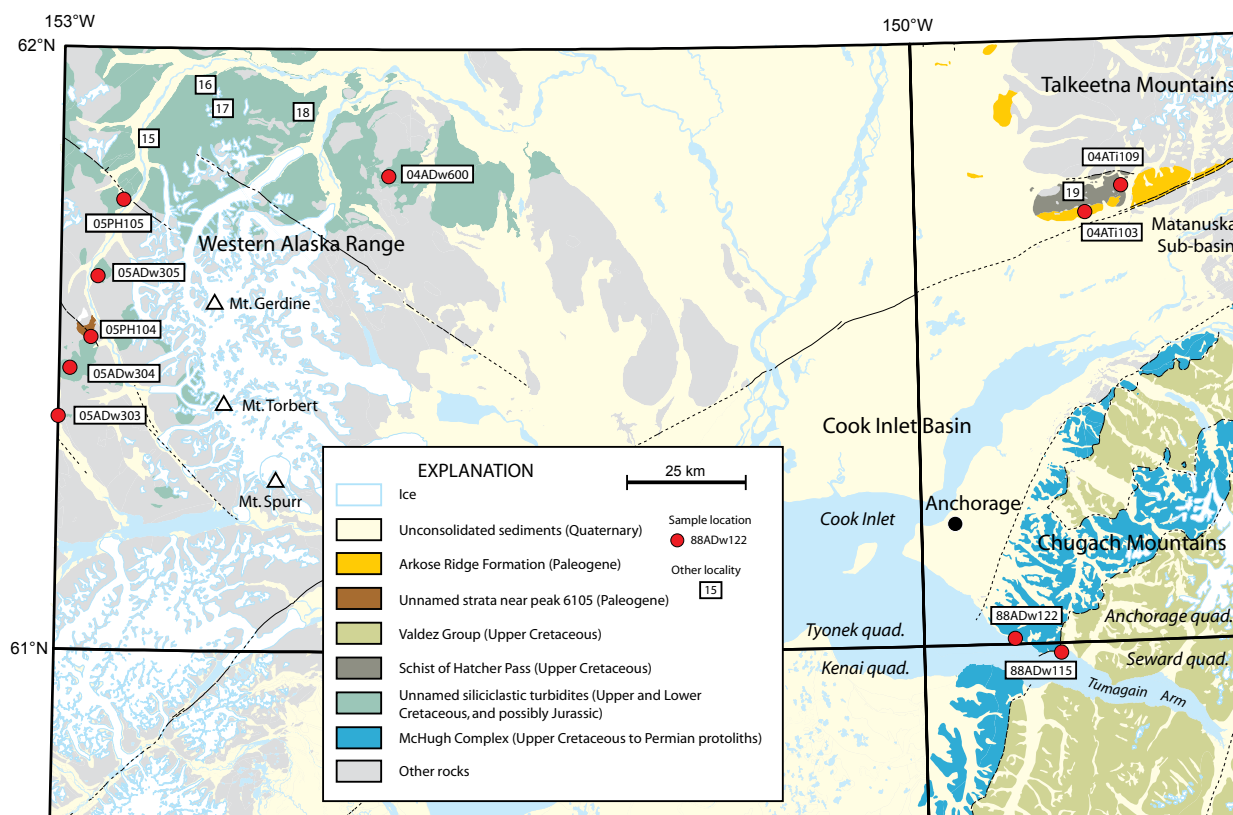 153°W
150°W
62°N
Talkeetna Mountains
16
17
18
15
04ATi109
04ADw600
19
05PH105
04ATi103
Matanuska
Sub-basin
Western Alaska Range
05ADw305
Mt. Gerdine
05PH104
05ADw304
Mt. Torbert
05ADw303
Cook Inlet Basin
Mt. Spurr
Anchorage
Cook Inlet
Chugach Mountains
EXPLANATION
25 km
Ice
Unconsolidated sediments (Quaternary)
Sample location
88ADw122
Arkose Ridge Formation (Paleogene)
Other locality
15
Unnamed strata near peak 6105 (Paleogene)
Valdez Group (Upper Cretaceous)
Schist of Hatcher Pass (Upper Cretaceous)
Unnamed siliciclastic turbidites (Upper and Lower
Cretaceous, and possibly Jurassic)
McHugh Complex (Upper Cretaceous to Permian protoliths)
Other rocks
88ADw122
Anchorage quad.
Tyonek quad.
61°N
Kenai quad.
Seward quad.
88ADw115
Turnagain Arm